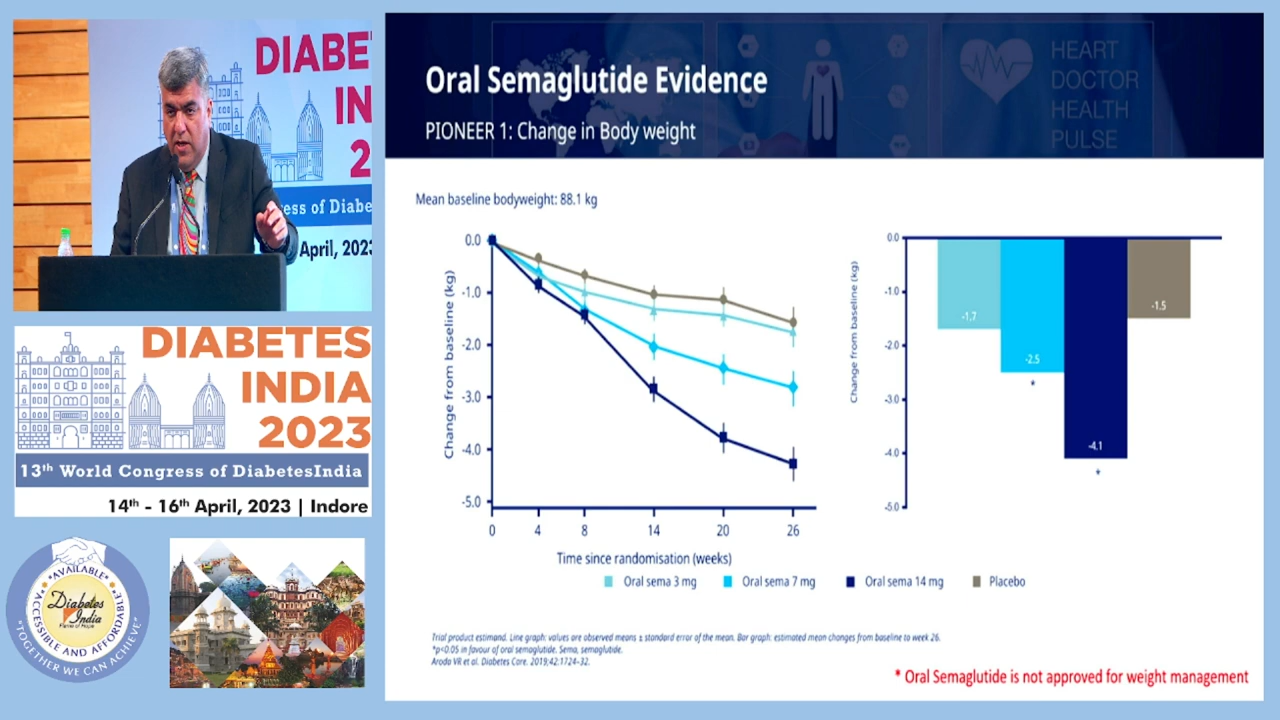 DIABE
IN
2
ess of Diabe
April, 2023
DIABETES
INDIA
2023
13th World Congress of DiabetesIndia
14th - 16th April, 2023 | Indore
*AVAILABLE*
*ACCESSIBLE AND AFFORDABLE*
Diabetes
India
"TOGETHER WE CAN ACHIEVE"
Oral Semaglutide Evidence
PIONEER 1: Change in Body weight
HEART
DOCTOR
HEALTH
PULSE
Mean baseline bodyweight: 88.1 kg
Change from baseline (kg)
0.0
-1.0
-2.0
-3.0
-4.0
-5.0
0 4 8 14 20 26
Time since randomisation (weeks)
Change from baseline (kg)
0.0
-1.0
-2.0
-3.0
-4.0
-5.0
-1.7
-2.5
*
-4.1
*
-1.5
Oral sema 3 mg Oral sema 7 mg Oral sema 14 mg Placebo
Trial product estimand. Line graph: values are observed means ± standard error of the mean. Bar graph: estimated mean changes from baseline to week 26.
*p<0.05 in favour of oral semaglutide. Sema, semaglutide.
Aroda VR et al. Diabetes Care. 2019;42:1724-32.
* Oral Semaglutide is not approved for weight management